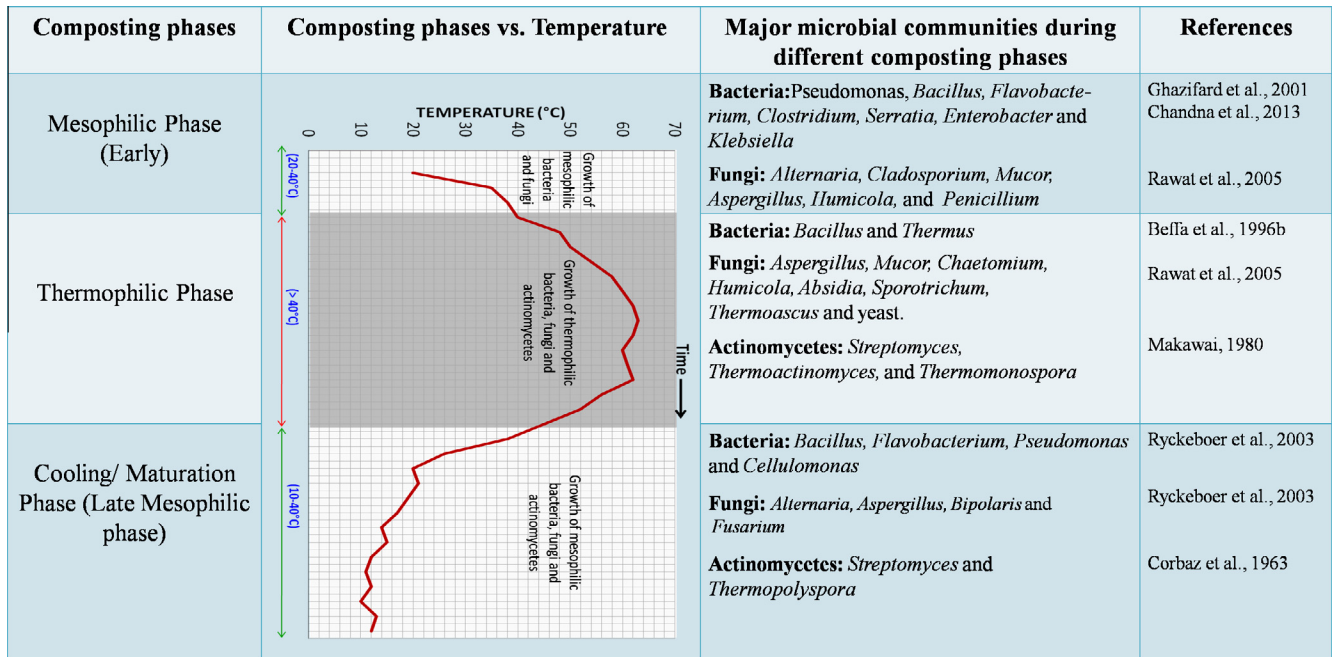 Composting phases
Composting phases vs. Temperature
Major microbial communities during
different composting phases
References
Mesophilic Phase
(Early)
TEMPERATURE (°C)
0
10
20
30
40
50
60
70
(20-40°C)
Growth of
mesophilic
bacteria
and fungi
Bacteria:Pseudomonas, Bacillus, Flavobacte-
rium, Clostridium, Serratia, Enterobacter and
Klebsiella
Fungi: Alternaria, Cladosporium, Mucor,
Aspergillus, Humicola, and Penicillium
Ghazifard et al., 2001
Chandna et al., 2013
Rawat et al., 2005
Thermophilic Phase
(> 40°C)
Growth of thermophilic
bacteria, fungi and
actinomycetes
Time
Bacteria: Bacillus and Thermus
Fungi: Aspergillus, Mucor, Chaetomium,
Humicola, Absidia, Sporotrichum,
Thermoascus and yeast.
Actinomycetes: Streptomyces,
Thermoactinomyces, and Thermomonospora
Beffa et al., 1996b
Rawat et al., 2005
Makawai, 1980
Cooling/ Maturation
Phase (Late Mesophilic
phase)
(10-40°C)
Growth of mesophilic
bacteria, fungi and
actinomycetes
Bacteria: Bacillus, Flavobacterium, Pseudomonas
and Cellulomonas
Fungi: Alternaria, Aspergillus, Bipolaris and
Fusarium
Actinomycetes: Streptomyces and
Thermopolyspora
Ryckeboer et al., 2003
Ryckeboer et al., 2003
Corbaz et al., 1963